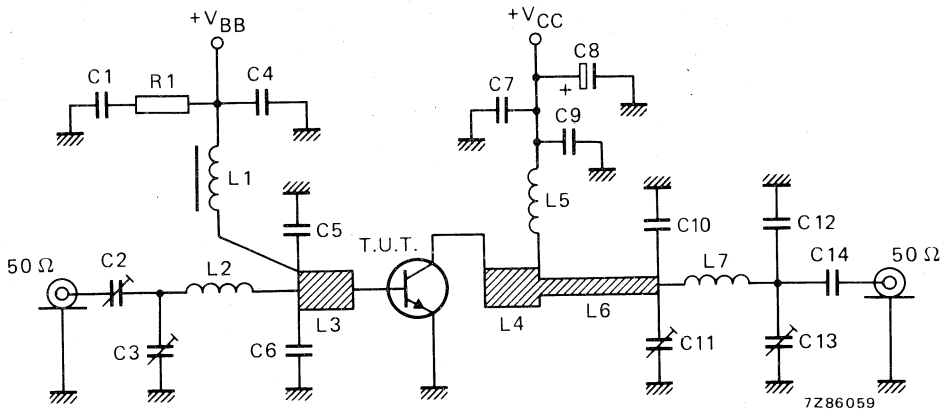 +VBB
+VCC
C1
R1
C4
C7
C8
+
C9
L1
L5
C5
T.U.T.
C10
C12
50 Ω
C2
L2
L7
C14
50 Ω
L3
L4
L6
C3
C6
C11
C13
7Z86059